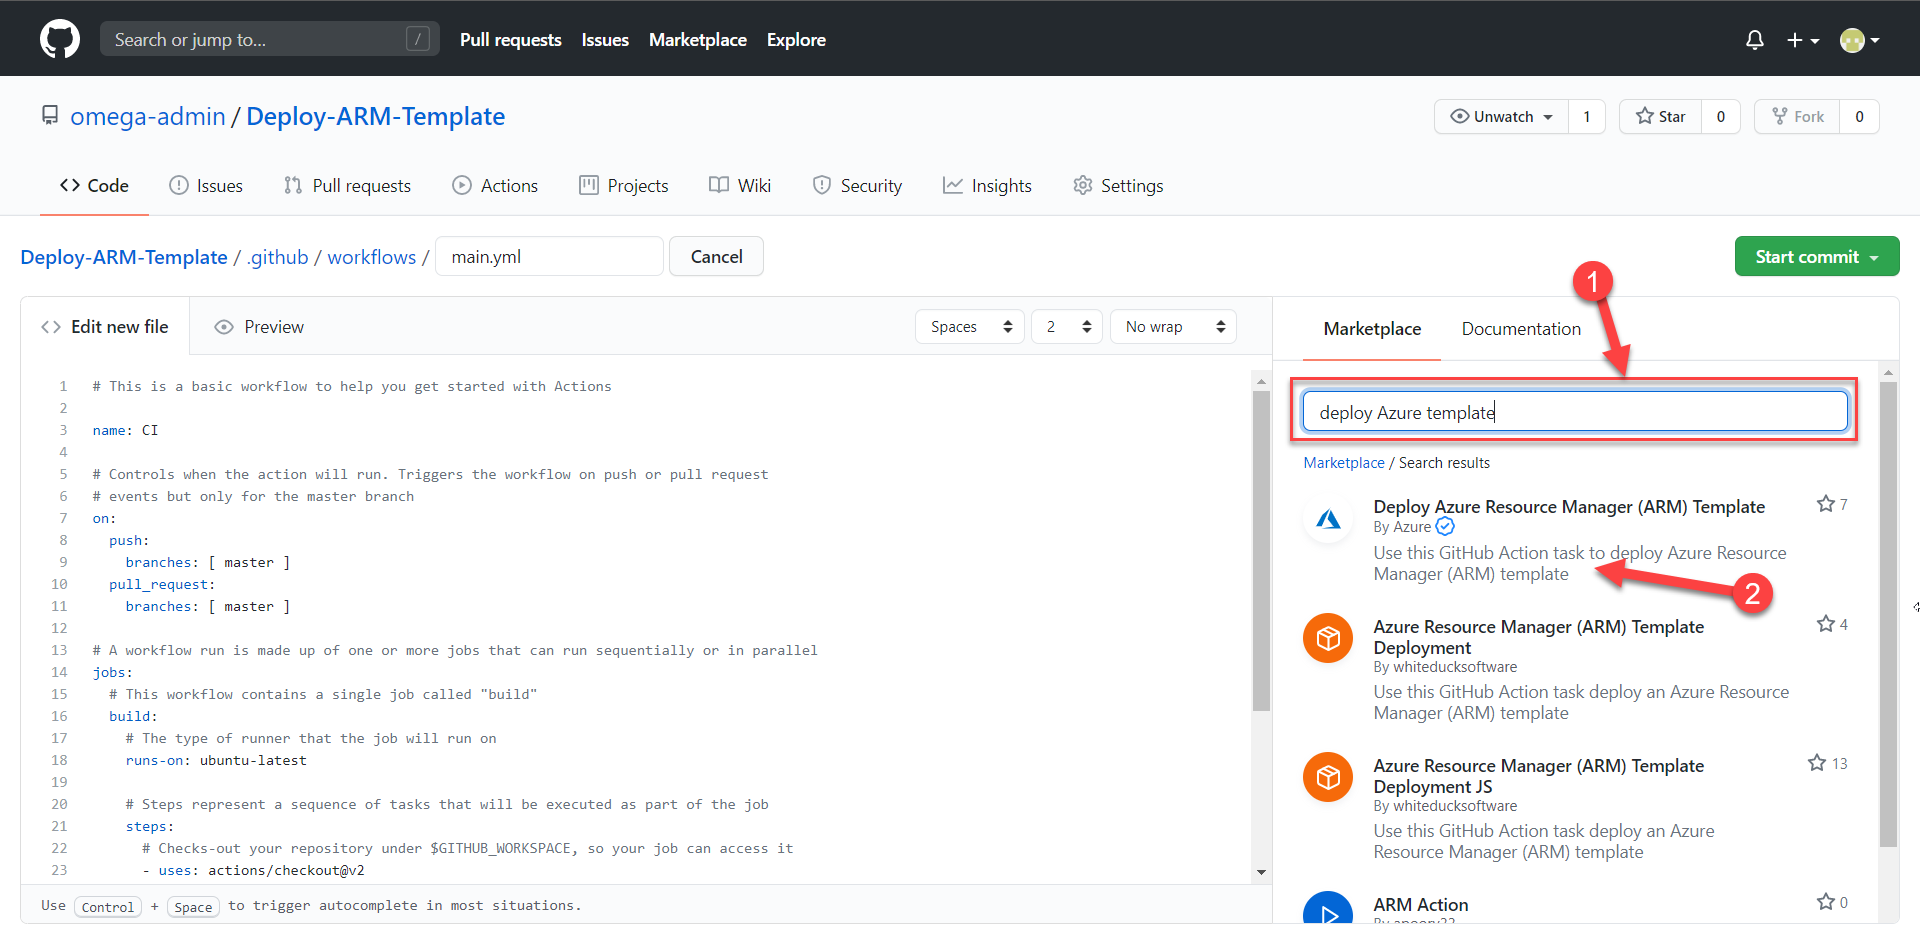 Search or jump to... /
Pull requests Issues Marketplace Explore
omega-admin / Deploy-ARM-Template
Unwatch 1 Star 0 Fork 0
Code Issues Pull requests Actions Projects Wiki Security Insights Settings
Deploy-ARM-Template / .github / workflows / main.yml Cancel
Start commit
1
Edit new file Preview Spaces 2 No wrap
1 # This is a basic workflow to help you get started with Actions
2
3 name: CI
4
5 # Controls when the action will run. Triggers the workflow on push or pull request
6 # events but only for the master branch
7 on:
8 push:
9 branches: [ master ]
10 pull_request:
11 branches: [ master ]
12
13 # A workflow run is made up of one or more jobs that can run sequentially or in parallel
14 jobs:
15 # This workflow contains a single job called "build"
16 build:
17 # The type of runner that the job will run on
18 runs-on: ubuntu-latest
19
20 # Steps represent a sequence of tasks that will be executed as part of the job
21 steps:
22 # Checks-out your repository under $GITHUB_WORKSPACE, so your job can access it
23 - uses: actions/checkout@v2
Use Control + Space to trigger autocomplete in most situations.
Marketplace Documentation
deploy Azure template
Marketplace / Search results
Deploy Azure Resource Manager (ARM) Template 7
By Azure
Use this GitHub Action task to deploy Azure Resource
Manager (ARM) template
2
Azure Resource Manager (ARM) Template 4
Deployment
By whiteducksoftware
Use this GitHub Action task deploy an Azure Resource
Manager (ARM) template
Azure Resource Manager (ARM) Template 13
Deployment JS
By whiteducksoftware
Use this GitHub Action task deploy an Azure
Resource Manager (ARM) template
ARM Action 0
By